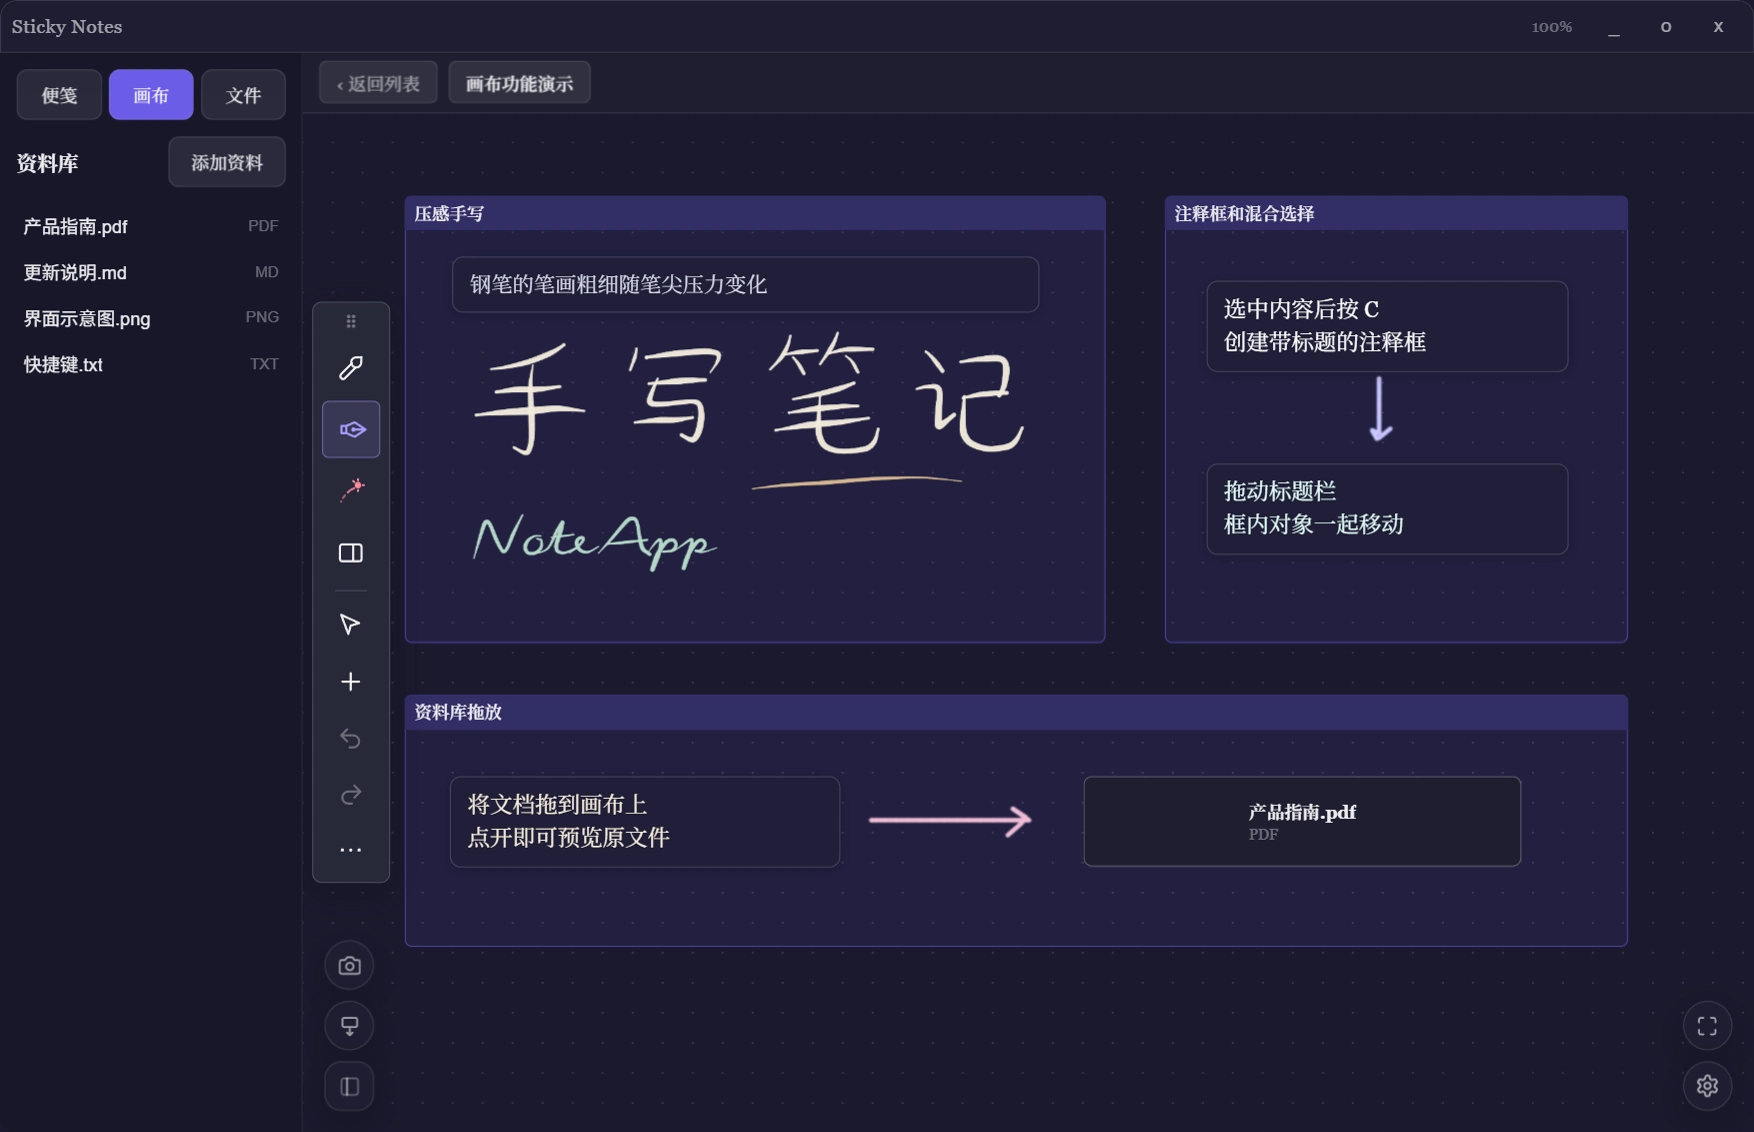 Sticky Notes
100%
便笺
画布
文件
‹ 返回列表
画布功能演示
资料库
添加资料
产品指南.pdf
PDF
更新说明.md
MD
界面示意图.png
PNG
快捷键.txt
TXT
压感手写
钢笔的笔画粗细随笔尖压力变化
手写笔记
NoteApp
注释框和混合选择
选中内容后按 C
创建带标题的注释框
拖动标题栏
框内对象一起移动
资料库拖放
将文档拖到画布上
点开即可预览原文件
产品指南.pdf
PDF